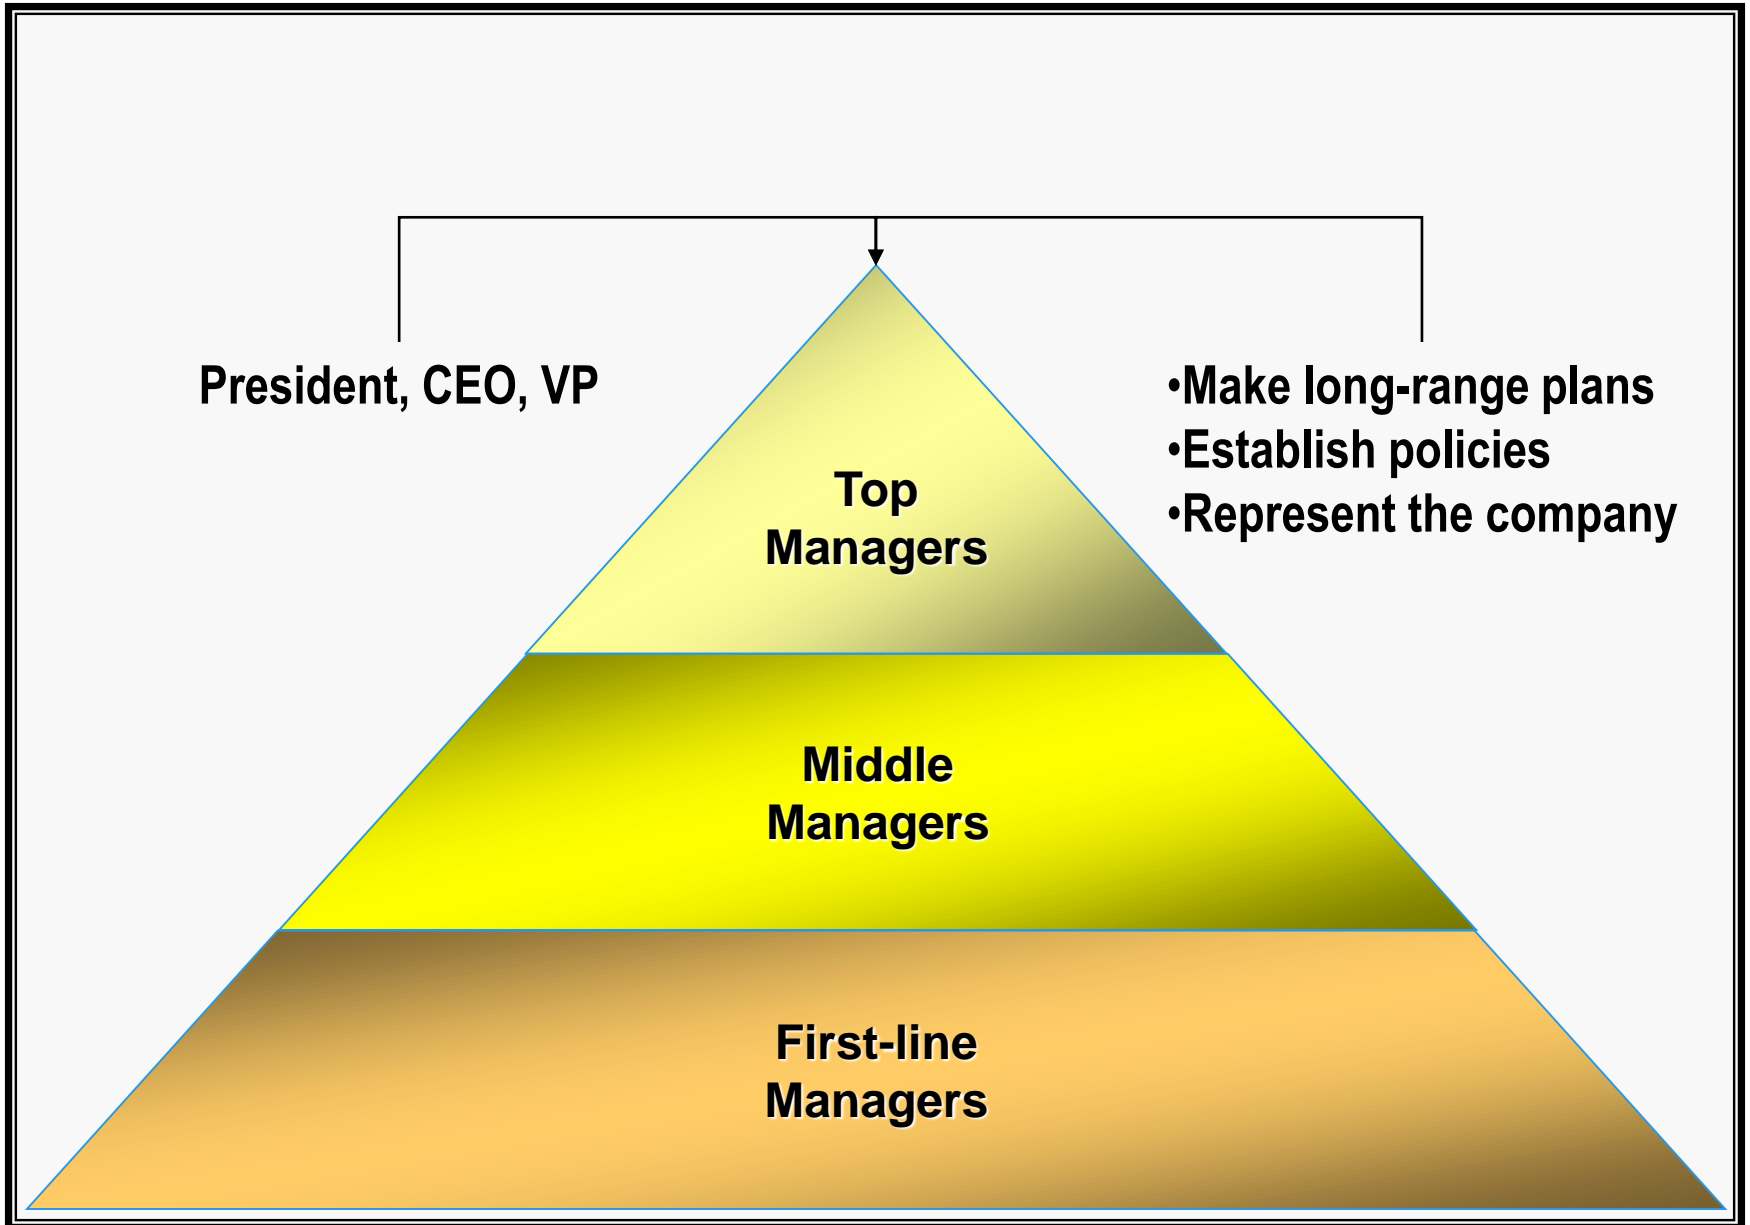 President, CEO, VP
•Make long-range plans
•Establish policies
•Represent the company
Top
Managers
Middle
Managers
First-line
Managers